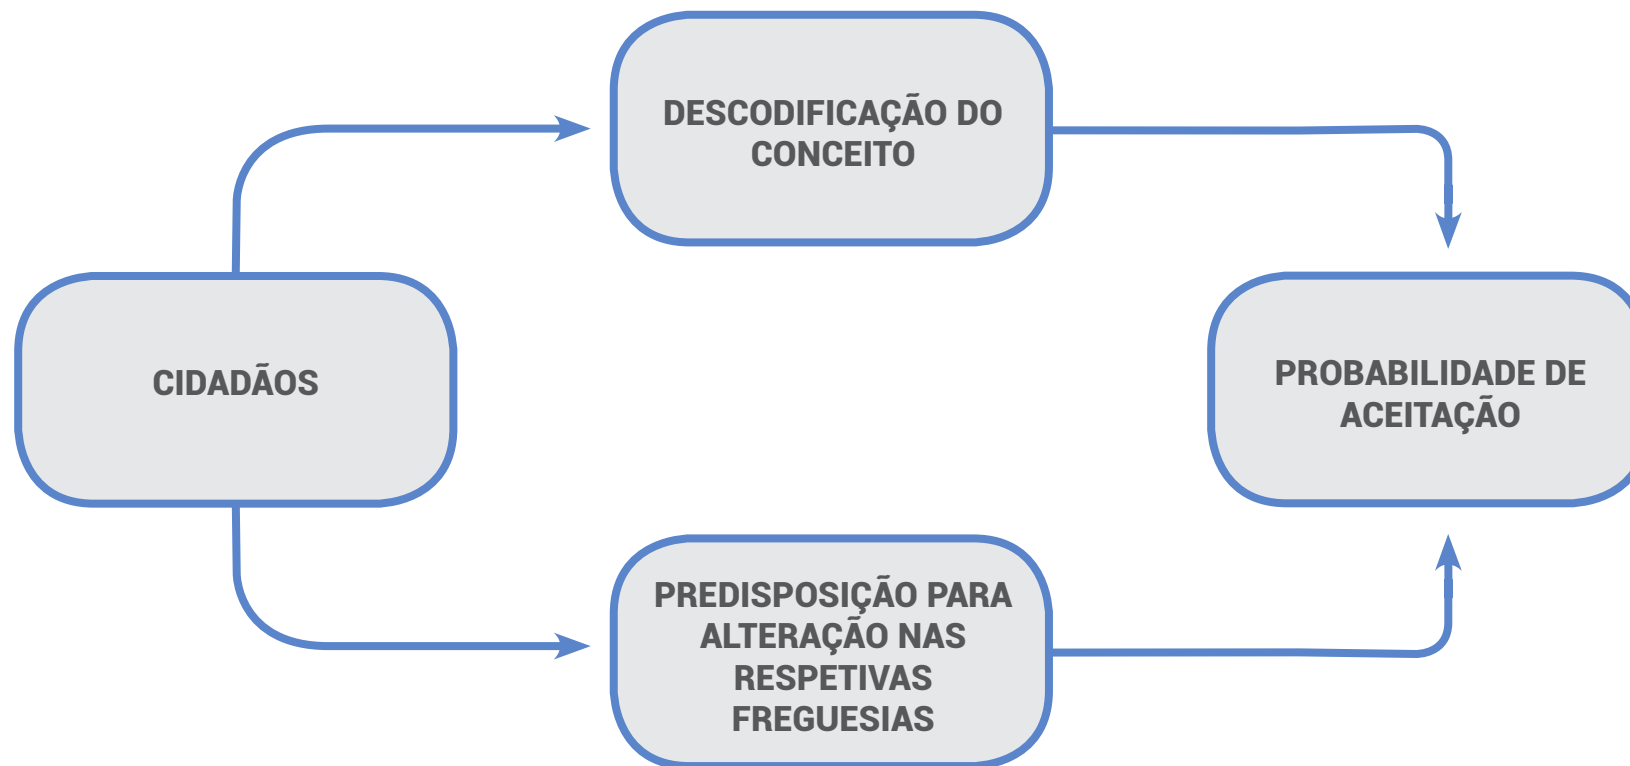 DESCODIFICAÇÃO DO
CONCEITO
CIDADÃOS
PROBABILIDADE DE
ACEITAÇÃO
PREDISPOSIÇÃO PARA
ALTERAÇÃO NAS
RESPETIVAS
FREGUESIAS